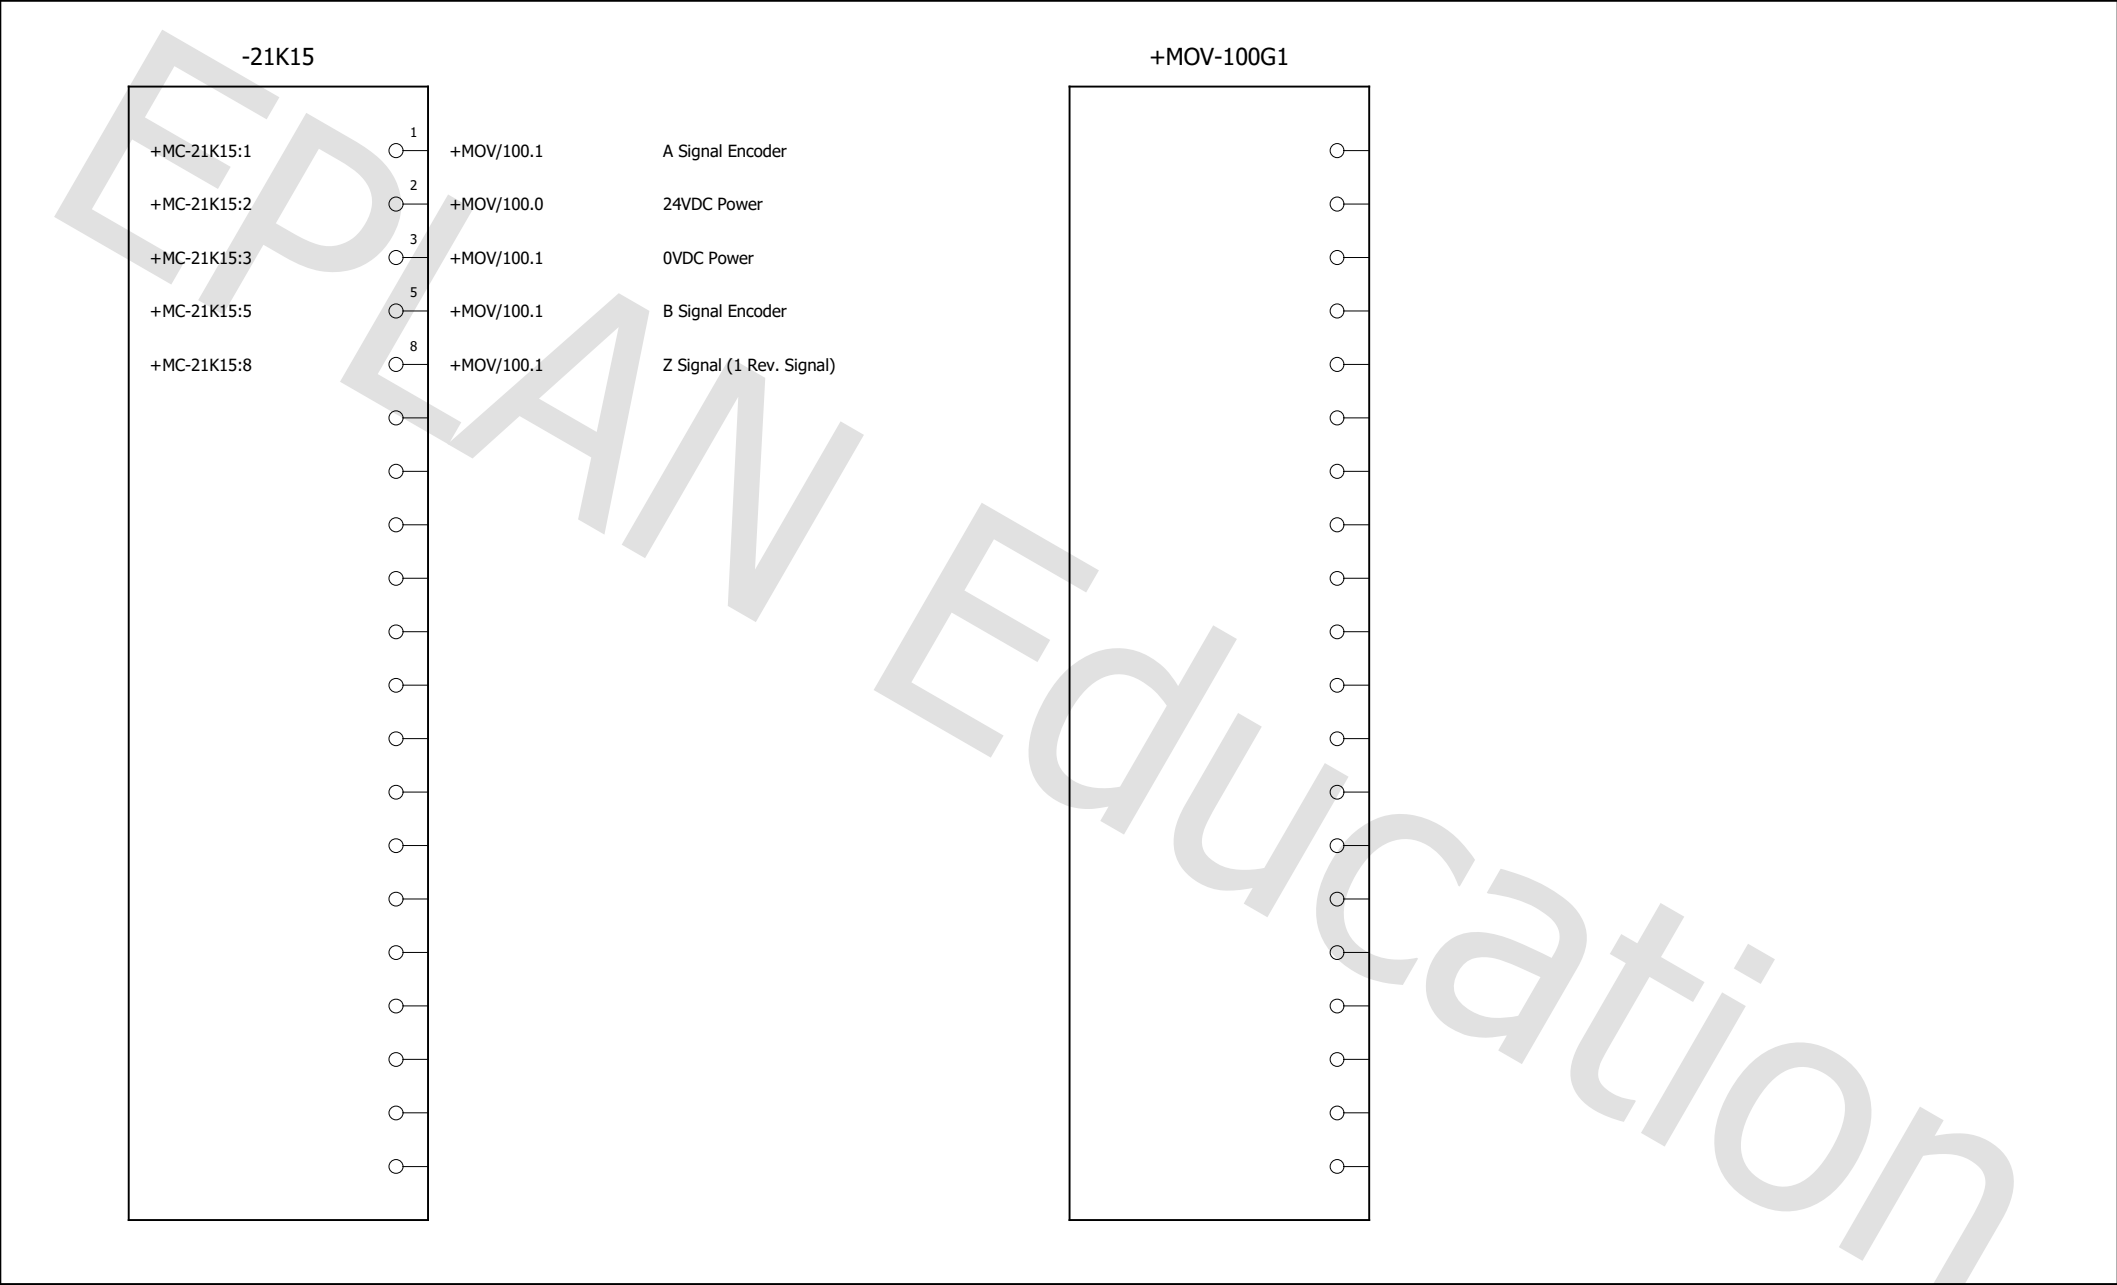 -21K15
+MOV-100G1
1
+MC-21K15:1 +MOV/100.1 A Signal Encoder
2
+MC-21K15:2 +MOV/100.0 24VDC Power
3
+MC-21K15:3 +MOV/100.1 0VDC Power
5
+MC-21K15:5 +MOV/100.1 B Signal Encoder
8
+MC-21K15:8 +MOV/100.1 Z Signal (1 Rev. Signal)
EPLAN Education